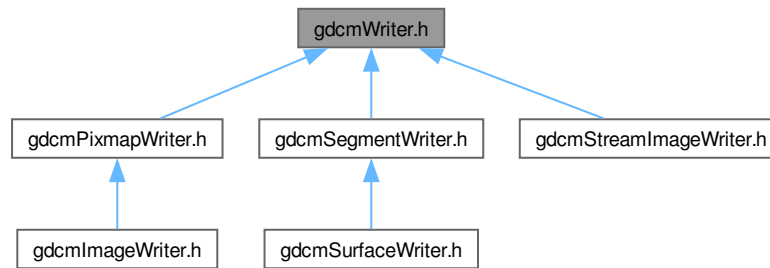 gdcmWriter.h
gdcmPixmapWriter.h
gdcmSegmentWriter.h
gdcmStreamImageWriter.h
gdcmImageWriter.h
gdcmSurfaceWriter.h